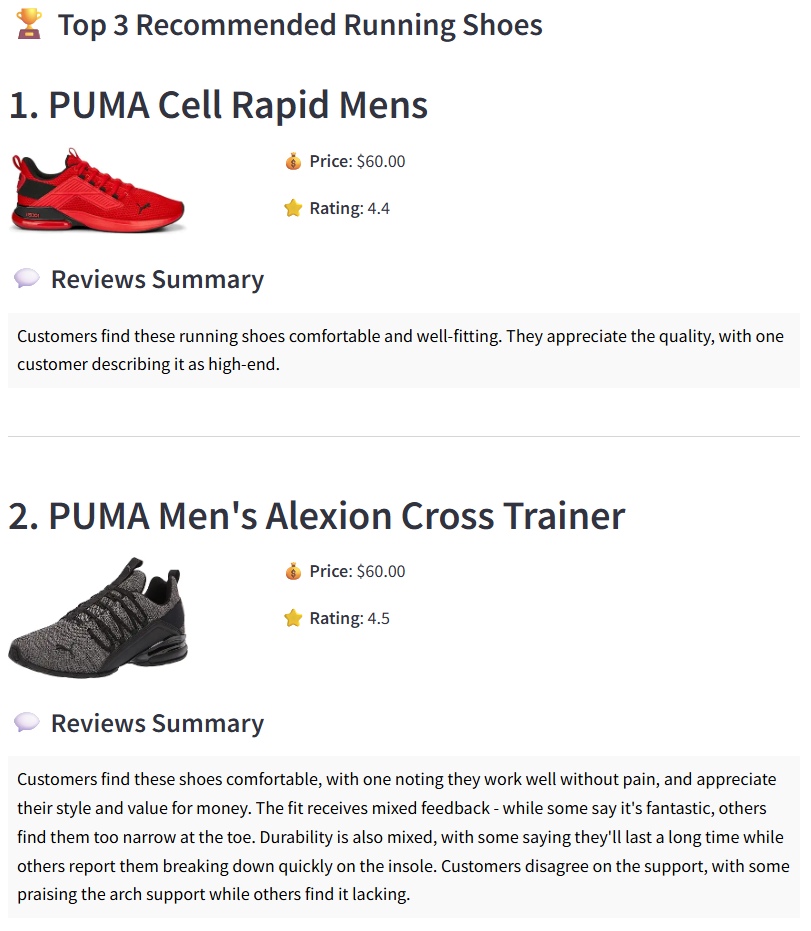 Top 3 Recommended Running Shoes
1. PUMA Cell Rapid Mens
Price: $60.00
Rating: 4.4
Reviews Summary
Customers find these running shoes comfortable and well-fitting. They appreciate the quality, with one
customer describing it as high-end.
2. PUMA Men's Alexion Cross Trainer
Price: $60.00
Rating: 4.5
Reviews Summary
Customers find these shoes comfortable, with one noting they work well without pain, and appreciate
their style and value for money. The fit receives mixed feedback - while some say it's fantastic, others
find them too narrow at the toe. Durability is also mixed, with some saying they'll last a long time while
others report them breaking down quickly on the insole. Customers disagree on the support, with some
praising the arch support while others find it lacking.